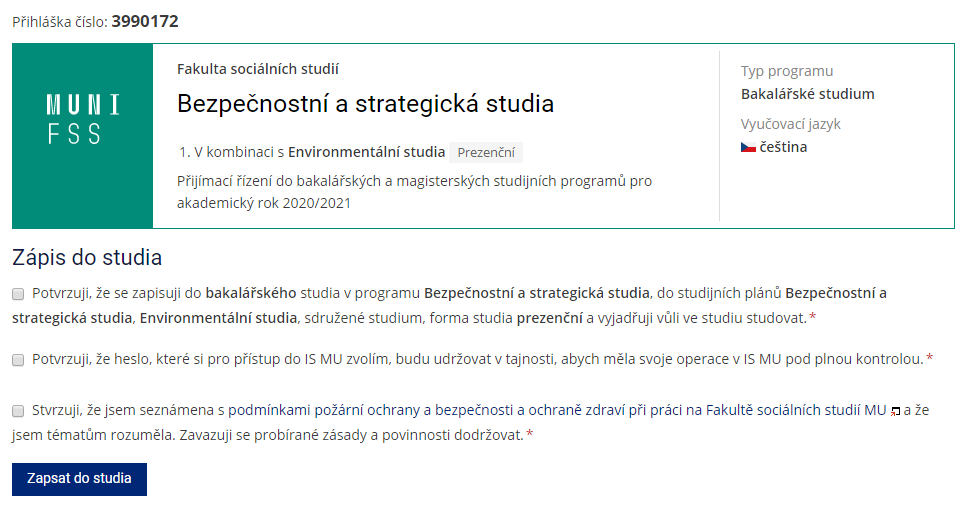 Přihláška číslo: 3990172
MUNI
FSS
Fakulta sociálních studií
Bezpečnostní a strategická studia
1. V kombinaci s Environmentální studia Prezenční
Přijímací řízení do bakalářských a magisterských studijních programů pro
akademický rok 2020/2021
Typ programu
Bakalářské studium
Vyučovací jazyk
čeština
Zápis do studia
Potvrzuji, že se zapisuji do bakalářského studia v programu Bezpečnostní a strategická studia, do studijních plánů Bezpečnostní a
strategická studia, Environmentální studia, sdružené studium, forma studia prezenční a vyjadřuji vůli ve studiu studovat. *
Potvrzuji, že heslo, které si pro přístup do IS MU zvolím, budu udržovat v tajnosti, abych měla svoje operace v IS MU pod plnou kontrolou. *
Stvrzuji, že jsem seznámena s podmínkami požární ochrany a bezpečnosti a ochraně zdraví při práci na Fakultě sociálních studií MU a že
jsem tématům rozuměla. Zavazuji se probírané zásady a povinnosti dodržovat. *
Zapsat do studia